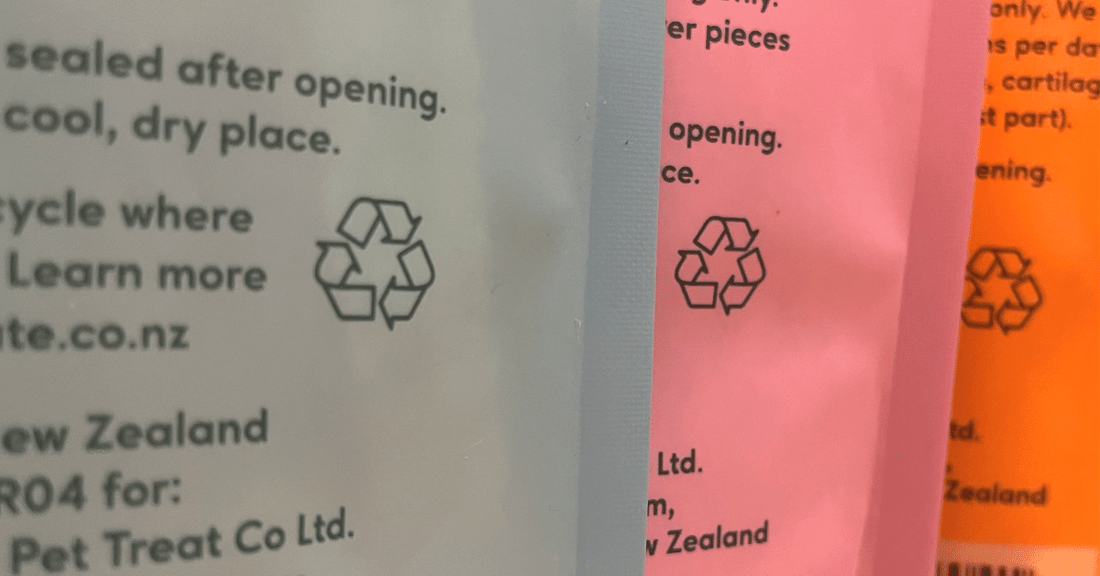 sealed after opening.
cool, dry place.
ycle where
Learn more
te.co.nz
ew Zealand
R04 for:
Pet Treat Co Ltd.
er pieces
opening.
ce.
Ltd.
m,
w Zealand
only. We
s per da
, cartilag
t part).
ening.
td.
Zealand